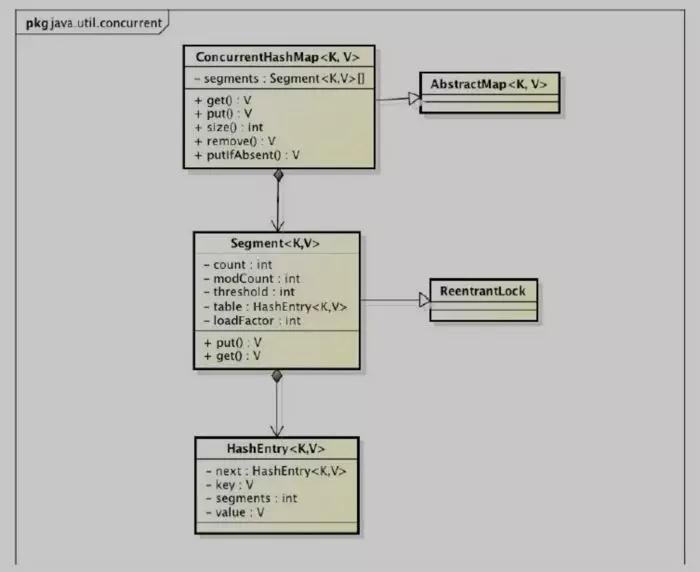 pkg java.util.concurrent
ConcurrentHashMap<K, V>
- segments : Segment<K,V>[]
+ get() : V
+ put() : V
+ size() : int
+ remove() : V
+ putIfAbsent() : V
AbstractMap<K, V>
Segment<K,V>
- count : int
- modCount : int
- threshold : int
- table : HashEntry<K,V>
- loadFactor : int
+ put() : V
+ get() : V
ReentrantLock
HashEntry<K,V>
- next : HashEntry<K,V>
- key : V
- segments : int
- value : V